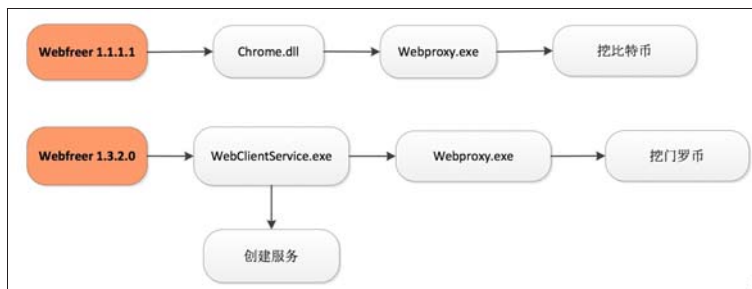 Webfreer 1.1.1.1
Chrome.dll
Webproxy.exe
挖比特币
Webfreer 1.3.2.0
WebClientService.exe
Webproxy.exe
挖门罗币
创建服务